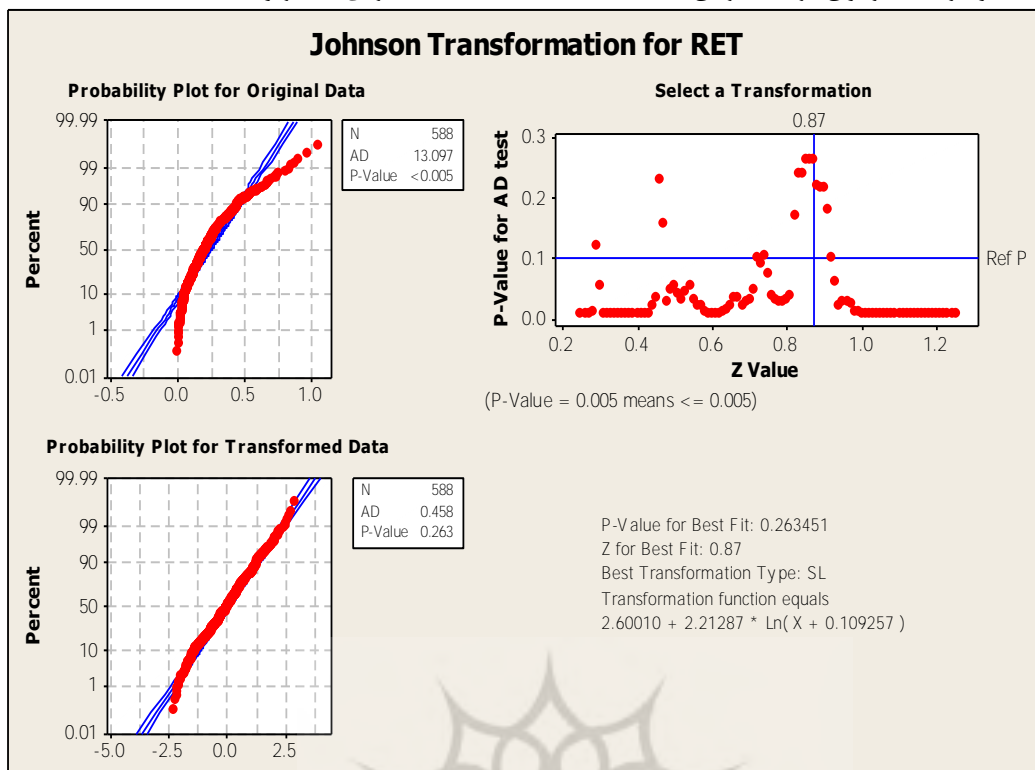 Johnson Transformation for RET
Probability Plot for Original Data
99.99
99
90
50
10
1
0.01
Percent
-0.5 0.0 0.5 1.0
N 588
AD 13.097
P-Value <0.005
Select a Transformation
0.87
0.3
0.2
0.1
0.0
P-Value for AD test
Ref P
0.2 0.4 0.6 0.8 1.0 1.2
Z Value
(P-Value = 0.005 means <= 0.005)
Probability Plot for Transformed Data
99.99
99
90
50
10
1
0.01
Percent
-5.0 -2.5 0.0 2.5
N 588
AD 0.458
P-Value 0.263
P-Value for Best Fit: 0.263451
Z for Best Fit: 0.87
Best Transformation Type: SL
Transformation function equals
2.60010 + 2.21287 * Ln( X + 0.109257 )